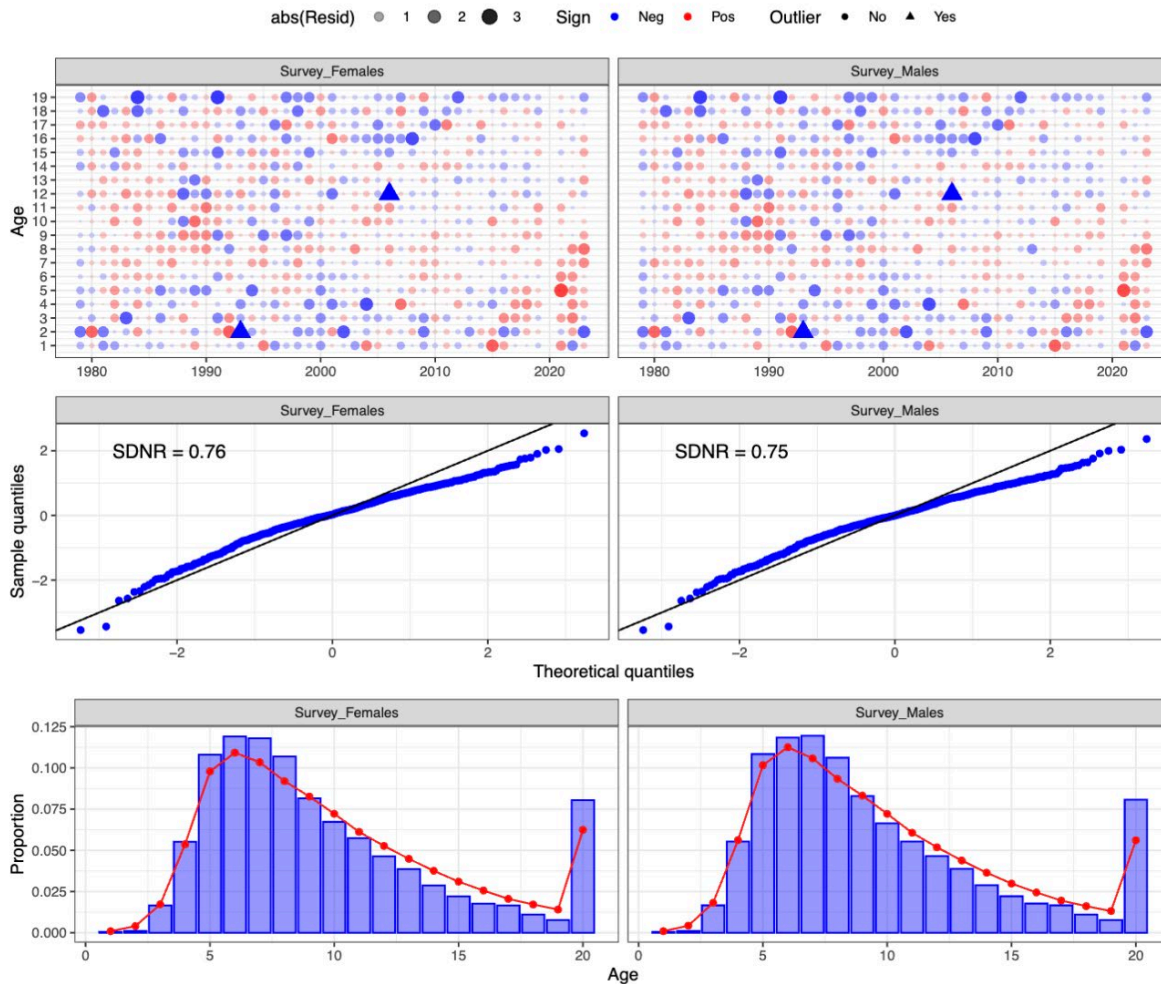 abs(Resid) 1 2 3 Sign Neg Pos Outlier No Yes
Survey_Females Survey_Males
Age
19
18
17
16
15
14
13
12
11
10
9
8
7
6
5
4
3
2
1
1980 1990 2000 2010 2020 1980 1990 2000 2010 2020
Survey_Females Survey_Males
SDNR = 0.76 SDNR = 0.75
Sample quantiles
2
0
−2
−2 0 2 −2 0 2
Theoretical quantiles
Survey_Females Survey_Males
Proportion
0.125
0.100
0.075
0.050
0.025
0.000
0 5 10 15 20 0 5 10 15 20
Age